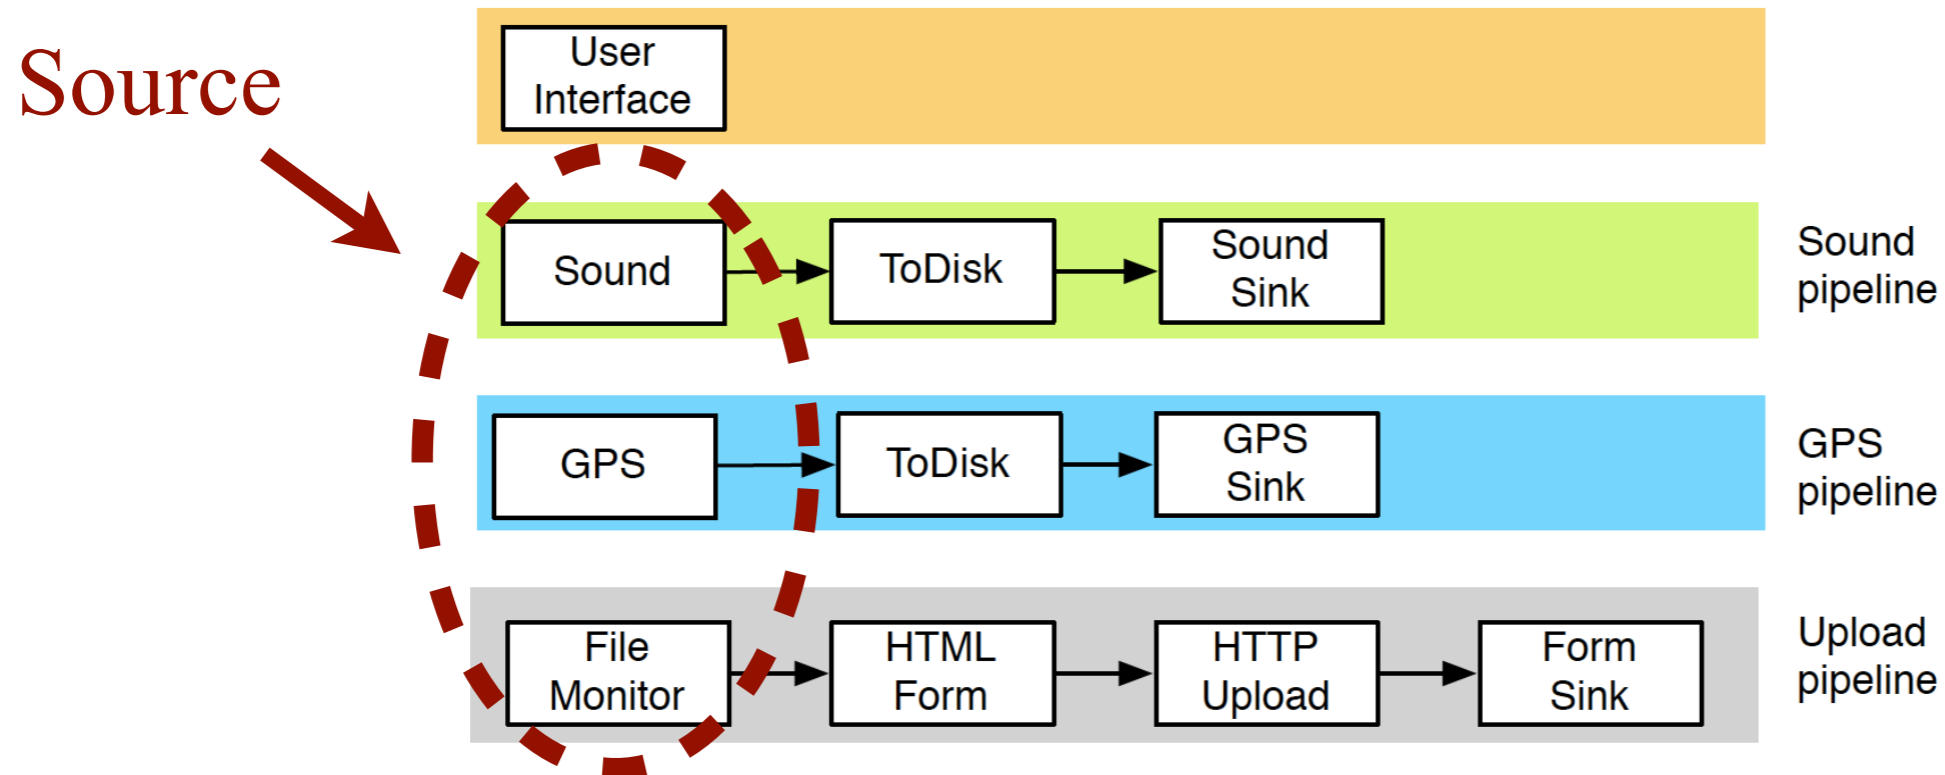 Source
User
Interface
Sound
ToDisk
Sound
Sink
Sound
pipeline
GPS
ToDisk
GPS
Sink
GPS
pipeline
File
Monitor
HTML
Form
HTTP
Upload
Form
Sink
Upload
pipeline